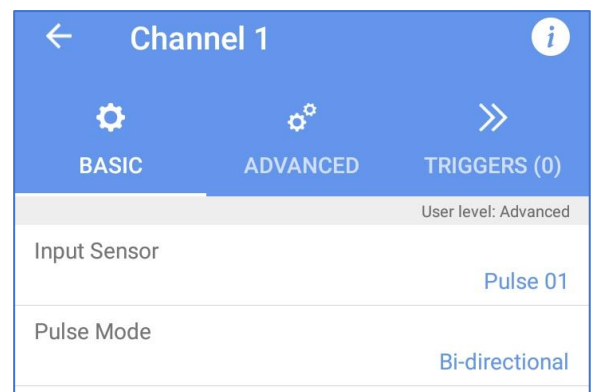 Channel 1
i
BASIC
ADVANCED
TRIGGERS (0)
User level: Advanced
Input Sensor
Pulse 01
Pulse Mode
Bi-directional